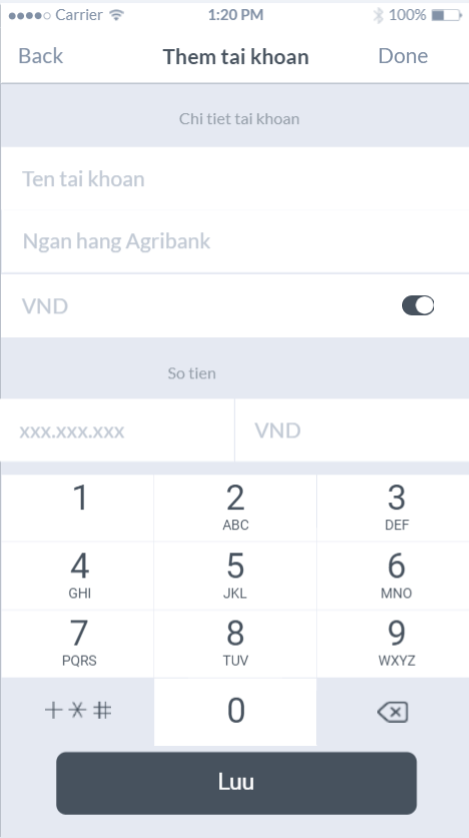 Carrier 1:20 PM 100%
Back Them tai khoan Done
Chi tiet tai khoan
Ten tai khoan
Ngan hang Agribank
VND
So tien
xxx.xxx.xxx VND
1 2 3
ABC DEF
4 5 6
GHI JKL MNO
7 8 9
PQRS TUV WXYZ
+*# 0
Luu